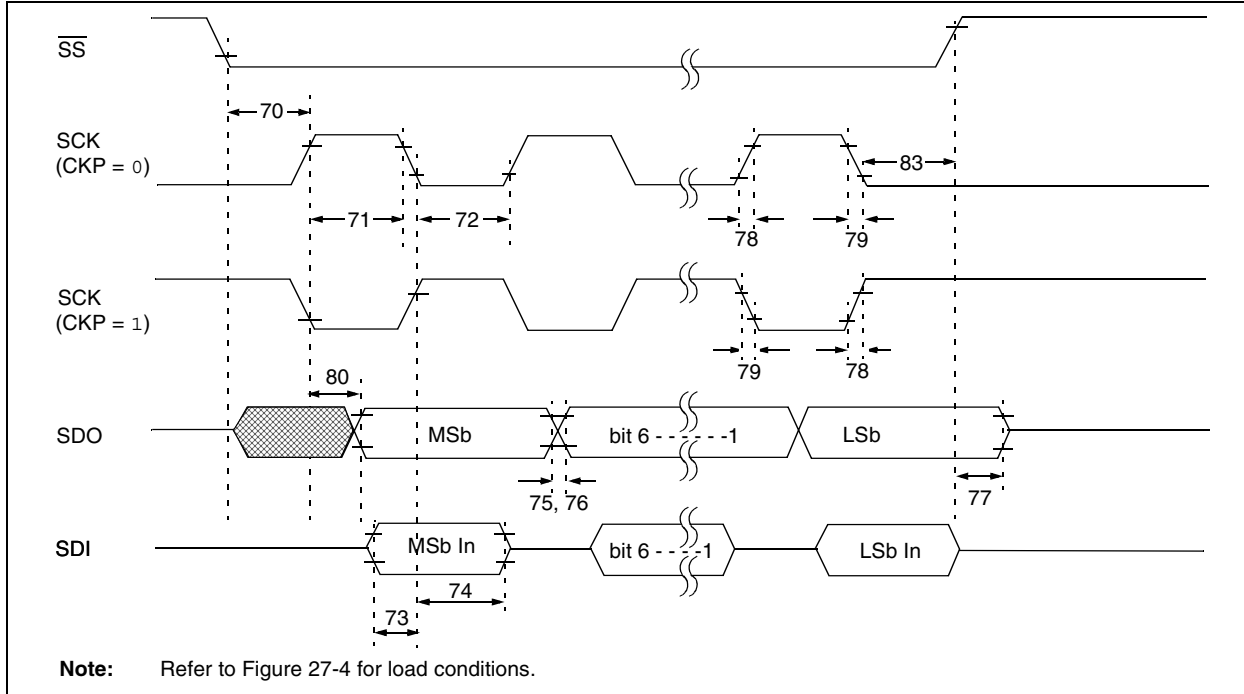 SS
70
SCK
(CKP = 0)
83
71
72
78
79
SCK
(CKP = 1)
79
78
80
SDO
MSb
bit 6 - - - - - -1
LSb
75, 76
77
SDI
MSb In
bit 6 - - - -1
LSb In
74
73
Note: Refer to Figure 27-4 for load conditions.